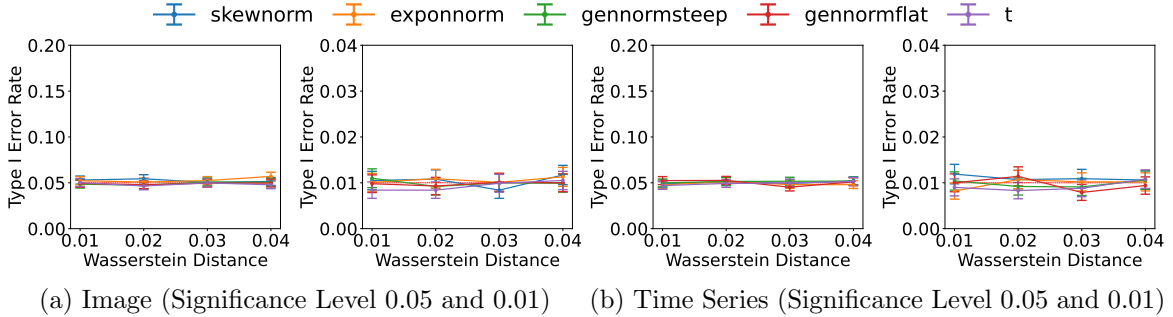 skewnorm exponnorm gennormsteep gennormflat t
Type I Error Rate
0.20
0.15
0.10
0.05
0.00
0.01 0.02 0.03 0.04
Wasserstein Distance
Type I Error Rate
0.04
0.03
0.02
0.01
0.00
0.01 0.02 0.03 0.04
Wasserstein Distance
(a) Image (Significance Level 0.05 and 0.01)
Type I Error Rate
0.20
0.15
0.10
0.05
0.00
0.01 0.02 0.03 0.04
Wasserstein Distance
Type I Error Rate
0.04
0.03
0.02
0.01
0.00
0.01 0.02 0.03 0.04
Wasserstein Distance
(b) Time Series (Significance Level 0.05 and 0.01)